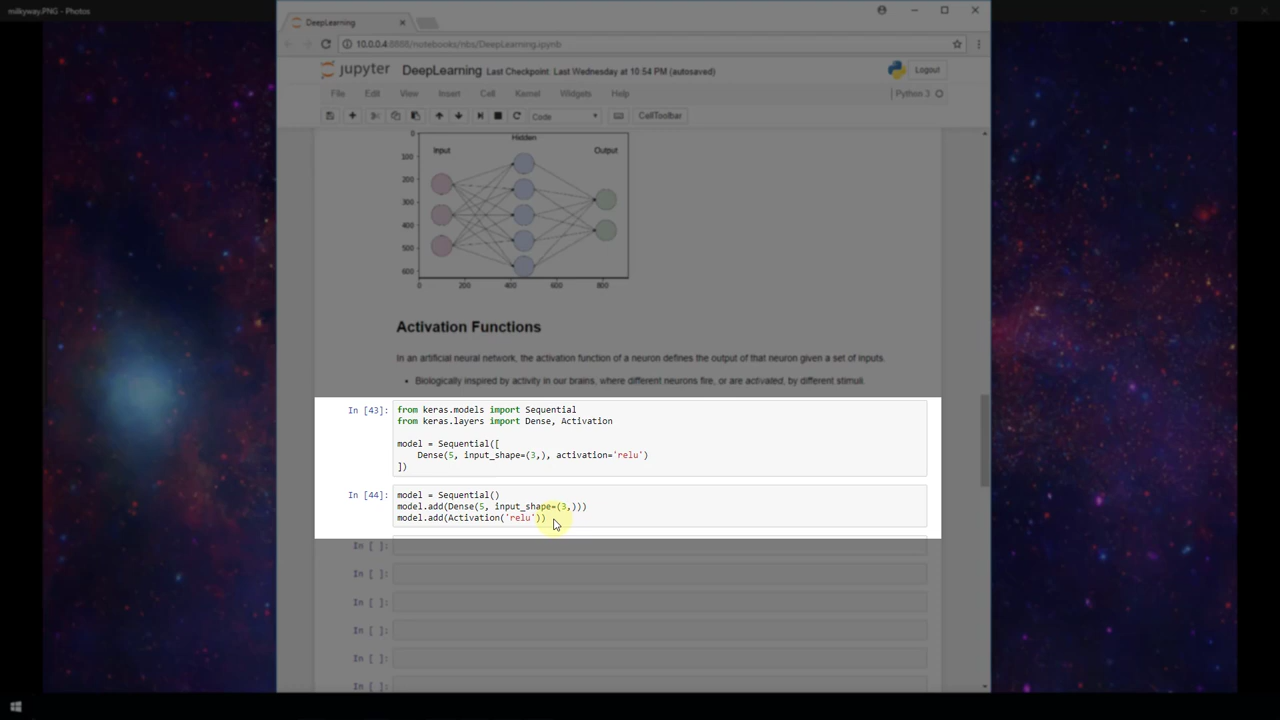 milkyway.PNG - Photos
DeepLearning
10.0.0.4:8888/notebooks/nbs/DeepLearning.ipynb
jupyter DeepLearning Last Checkpoint: Last Wednesday at 10:54 PM (autosaved) Logout
File Edit View Insert Cell Kernel Widgets Help Python 3
Code CellToolbar
0
100
200
300
400
500
600
Hidden
Input Output
0 200 400 600 800
Activation Functions
In an artificial neural network, the activation function of a neuron defines the output of that neuron given a set of inputs.
• Biologically inspired by activity in our brains, where different neurons fire, or are activated, by different stimuli.
In [43]: from keras.models import Sequential
from keras.layers import Dense, Activation
model = Sequential([
Dense(5, input_shape=(3,), activation='relu')
])
In [44]: model = Sequential()
model.add(Dense(5, input_shape=(3,)))
model.add(Activation('relu'))
In [ ]:
In [ ]:
In [ ]:
In [ ]:
In [ ]:
In [ ]: